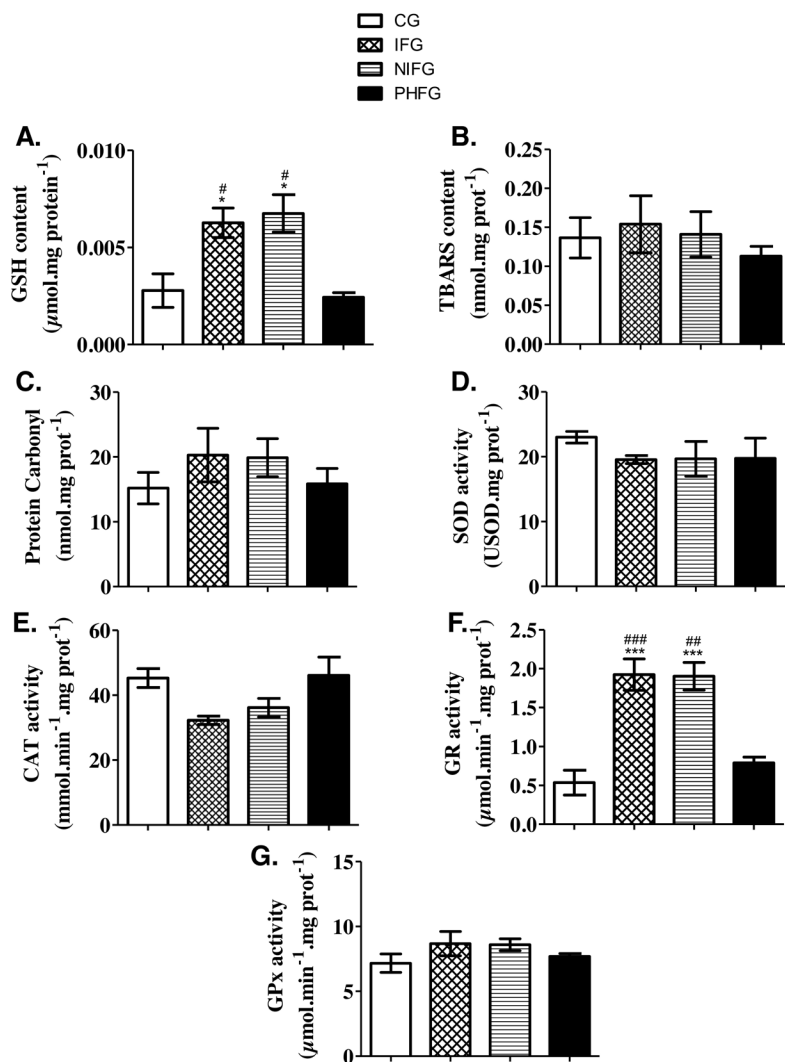 CG
IFG
NIFG
PHFG
A.
GSH content
(µmol.mg protein⁻¹)
0.010
0.005
0.000
#
*
#
*
B.
TBARS content
(nmol.mg prot⁻¹)
0.25
0.20
0.15
0.10
0.05
0.00
C.
Protein Carbonyl
(nmol.mg prot⁻¹)
30
20
10
0
D.
SOD activity
(USOD.mg prot⁻¹)
30
20
10
0
E.
CAT activity
(mmol.min⁻¹.mg prot⁻¹)
60
40
20
0
F.
GR activity
(µmol.min⁻¹.mg prot⁻¹)
2.5
2.0
1.5
1.0
0.5
0.0
###
***
##
***
G.
GPx activity
(µmol.min⁻¹.mg prot⁻¹)
15
10
5
0